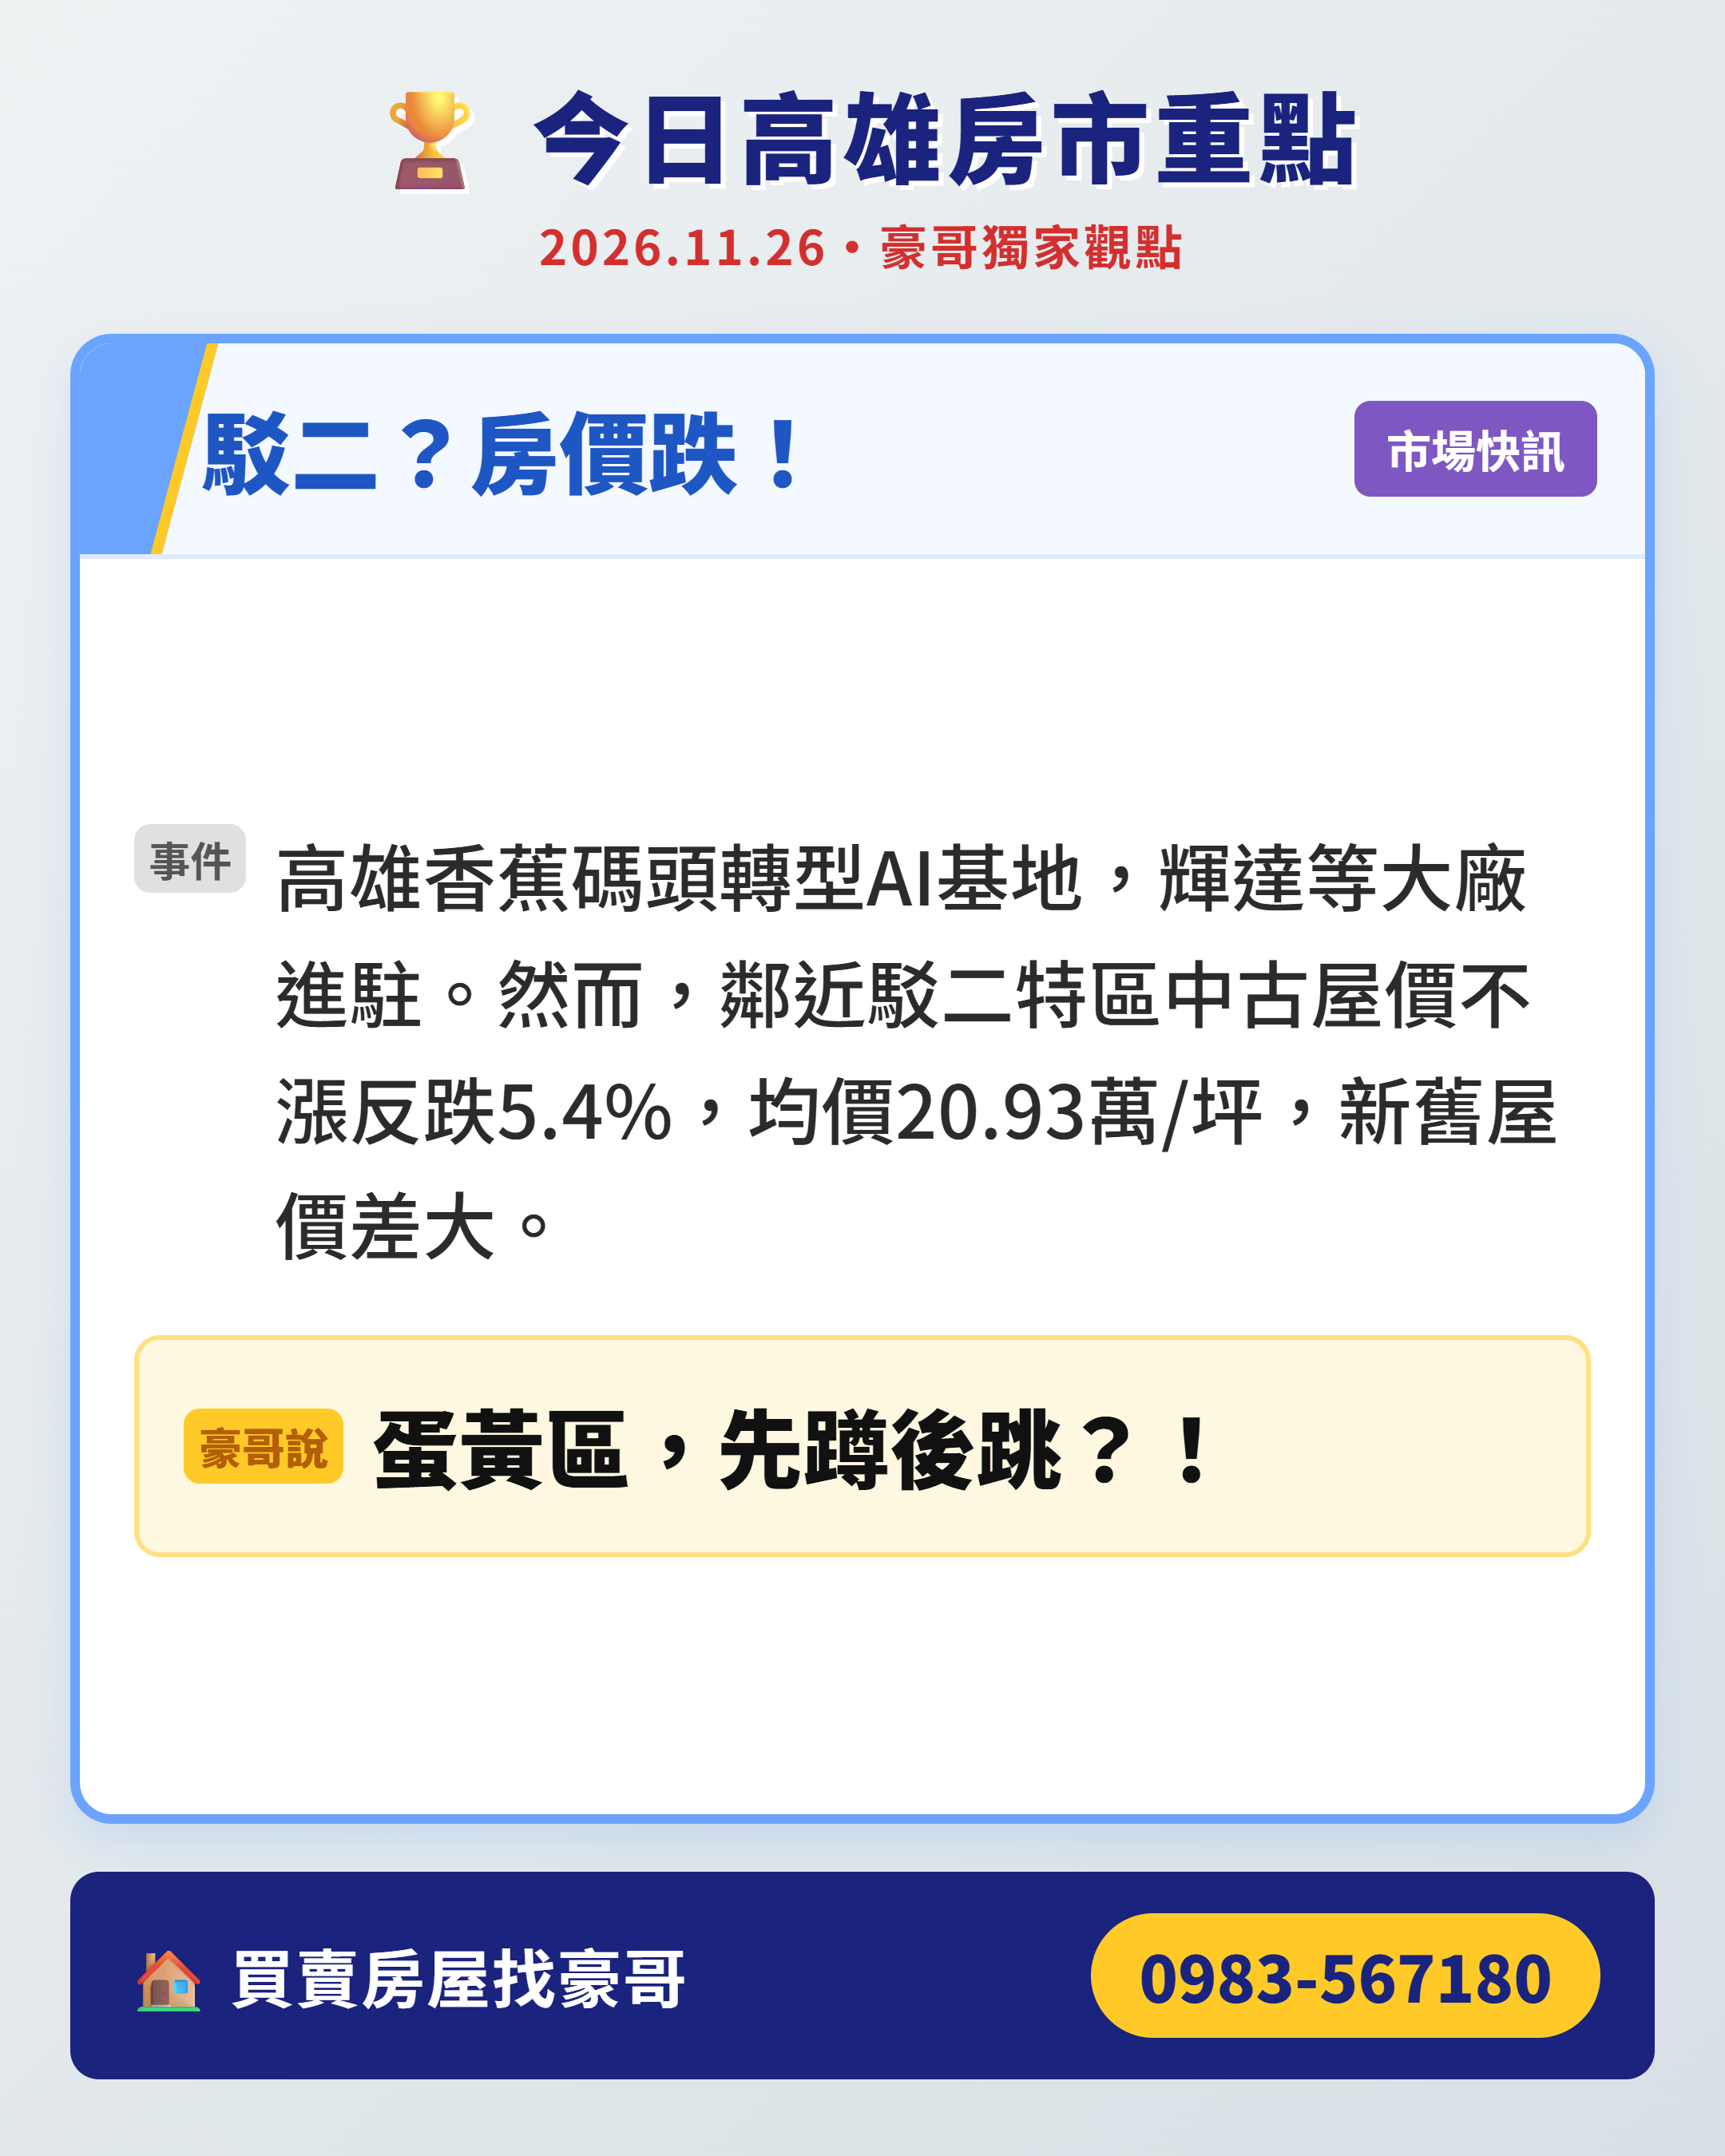 🏆 今日高雄房市重點
2026.11.26・豪哥獨家觀點
駁二？房價跌！
市場快訊
事件
高雄香蕉碼頭轉型AI基地，輝達等大廠
進駐。然而，鄰近駁二特區中古屋價不
漲反跌5.4%，均價20.93萬/坪，新舊屋
價差大。
豪哥說
蛋黃區，先蹲後跳？！
🏠 買賣房屋找豪哥
0983-567180